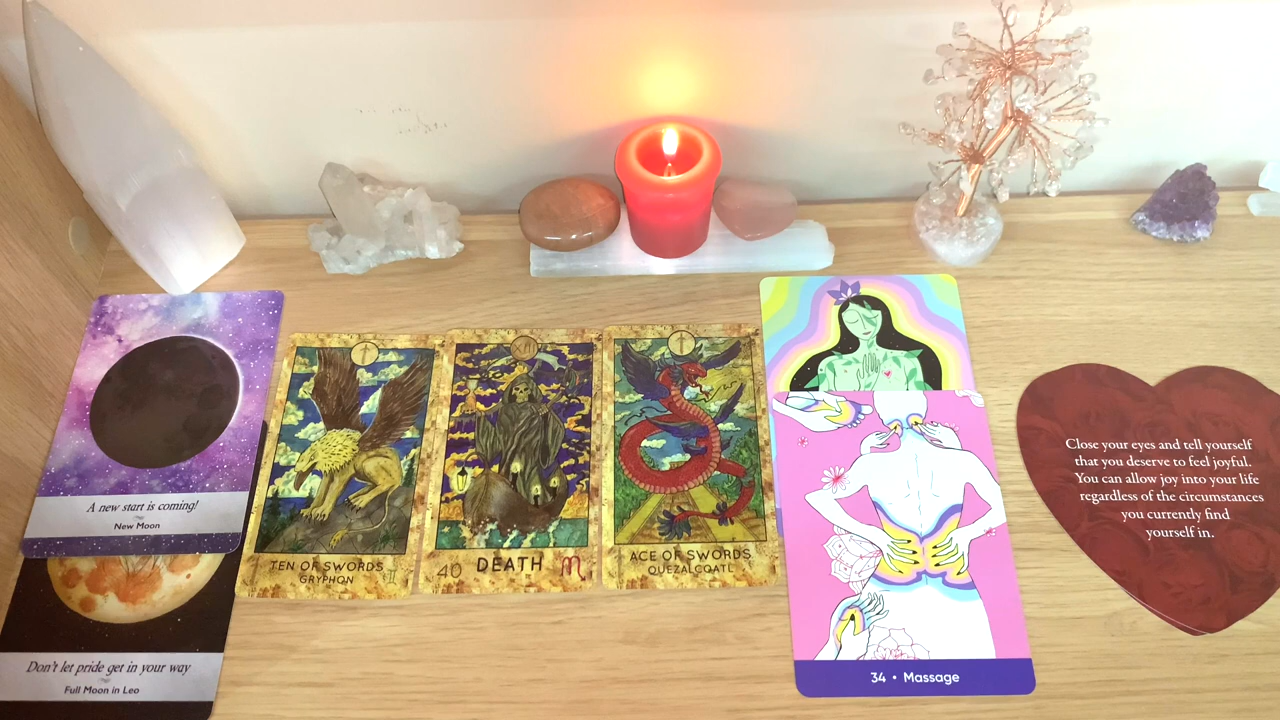 A new start is coming!
New Moon
Don't let pride get in your way
Full Moon in Leo
TEN OF SWORDS
GRYPHON
XIII
40 DEATH
ACE OF SWORDS
QUEZALCOATL
34 • Massage
Close your eyes and tell yourself
that you deserve to feel joyful.
You can allow joy into your life
regardless of the circumstances
you currently find
yourself in.